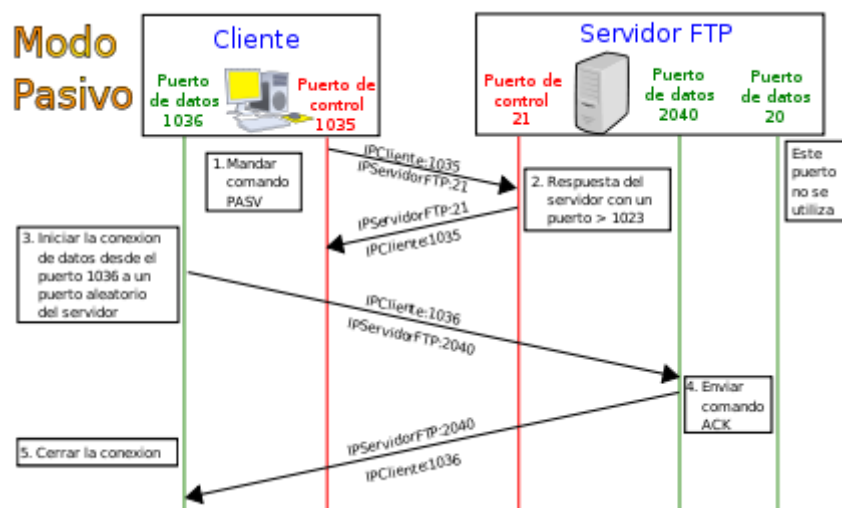 Modo
Pasivo
Cliente
Puerto
de datos
1036
Puerto de
control
1035
Servidor FTP
Puerto de
control
21
Puerto
de datos
2040
Puerto
de datos
20
1. Mandar
comando
PASV
IPCliente:1035
IPServidorFTP:21
2. Respuesta del
servidor con un
puerto > 1023
Este
puerto
no se
utiliza
IPServidorFTP:21
IPCliente:1035
3. Iniciar la conexion
de datos desde el
puerto 1036 a un
puerto aleatorio
del servidor
IPCliente:1036
IPServidorFTP:2040
4. Enviar
comando
ACK
IPServidorFTP:2040
IPCliente:1036
5. Cerrar la conexion